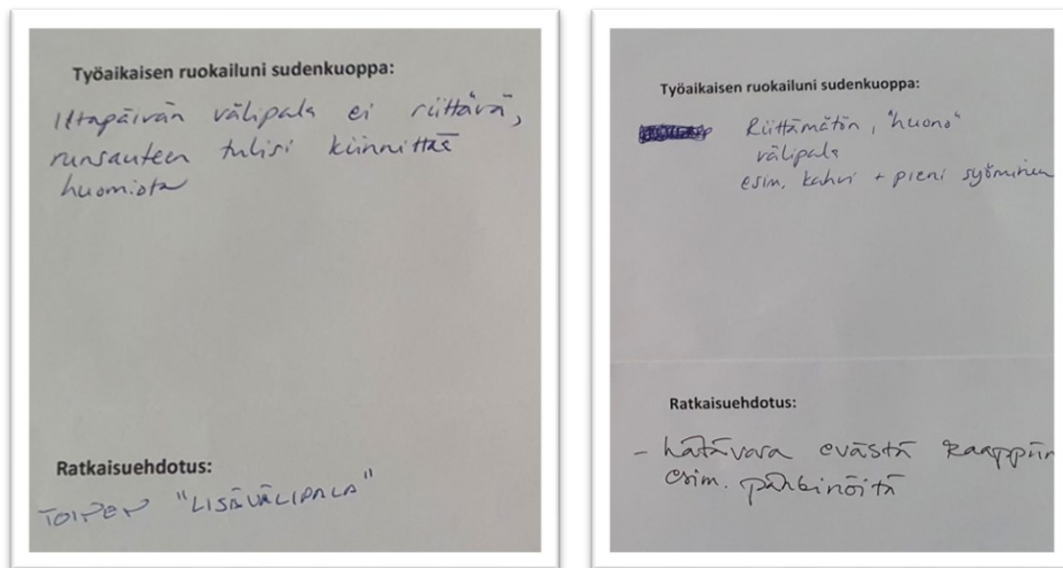 Työaikaisen ruokailuni sudenkuoppa:
Iltapäivän välipala ei riittävä,
runsauteen tulisi kiinnittää
huomiota
Ratkaisuehdotus:
TOINEN "LISÄVÄLIPALA"
Työaikaisen ruokailuni sudenkuoppa:
Riittämätön, "huono"
välipala
esim. kahvi + pieni syöminen
Ratkaisuehdotus:
- hätävara evästä kaappiin
esim. pähkinöitä